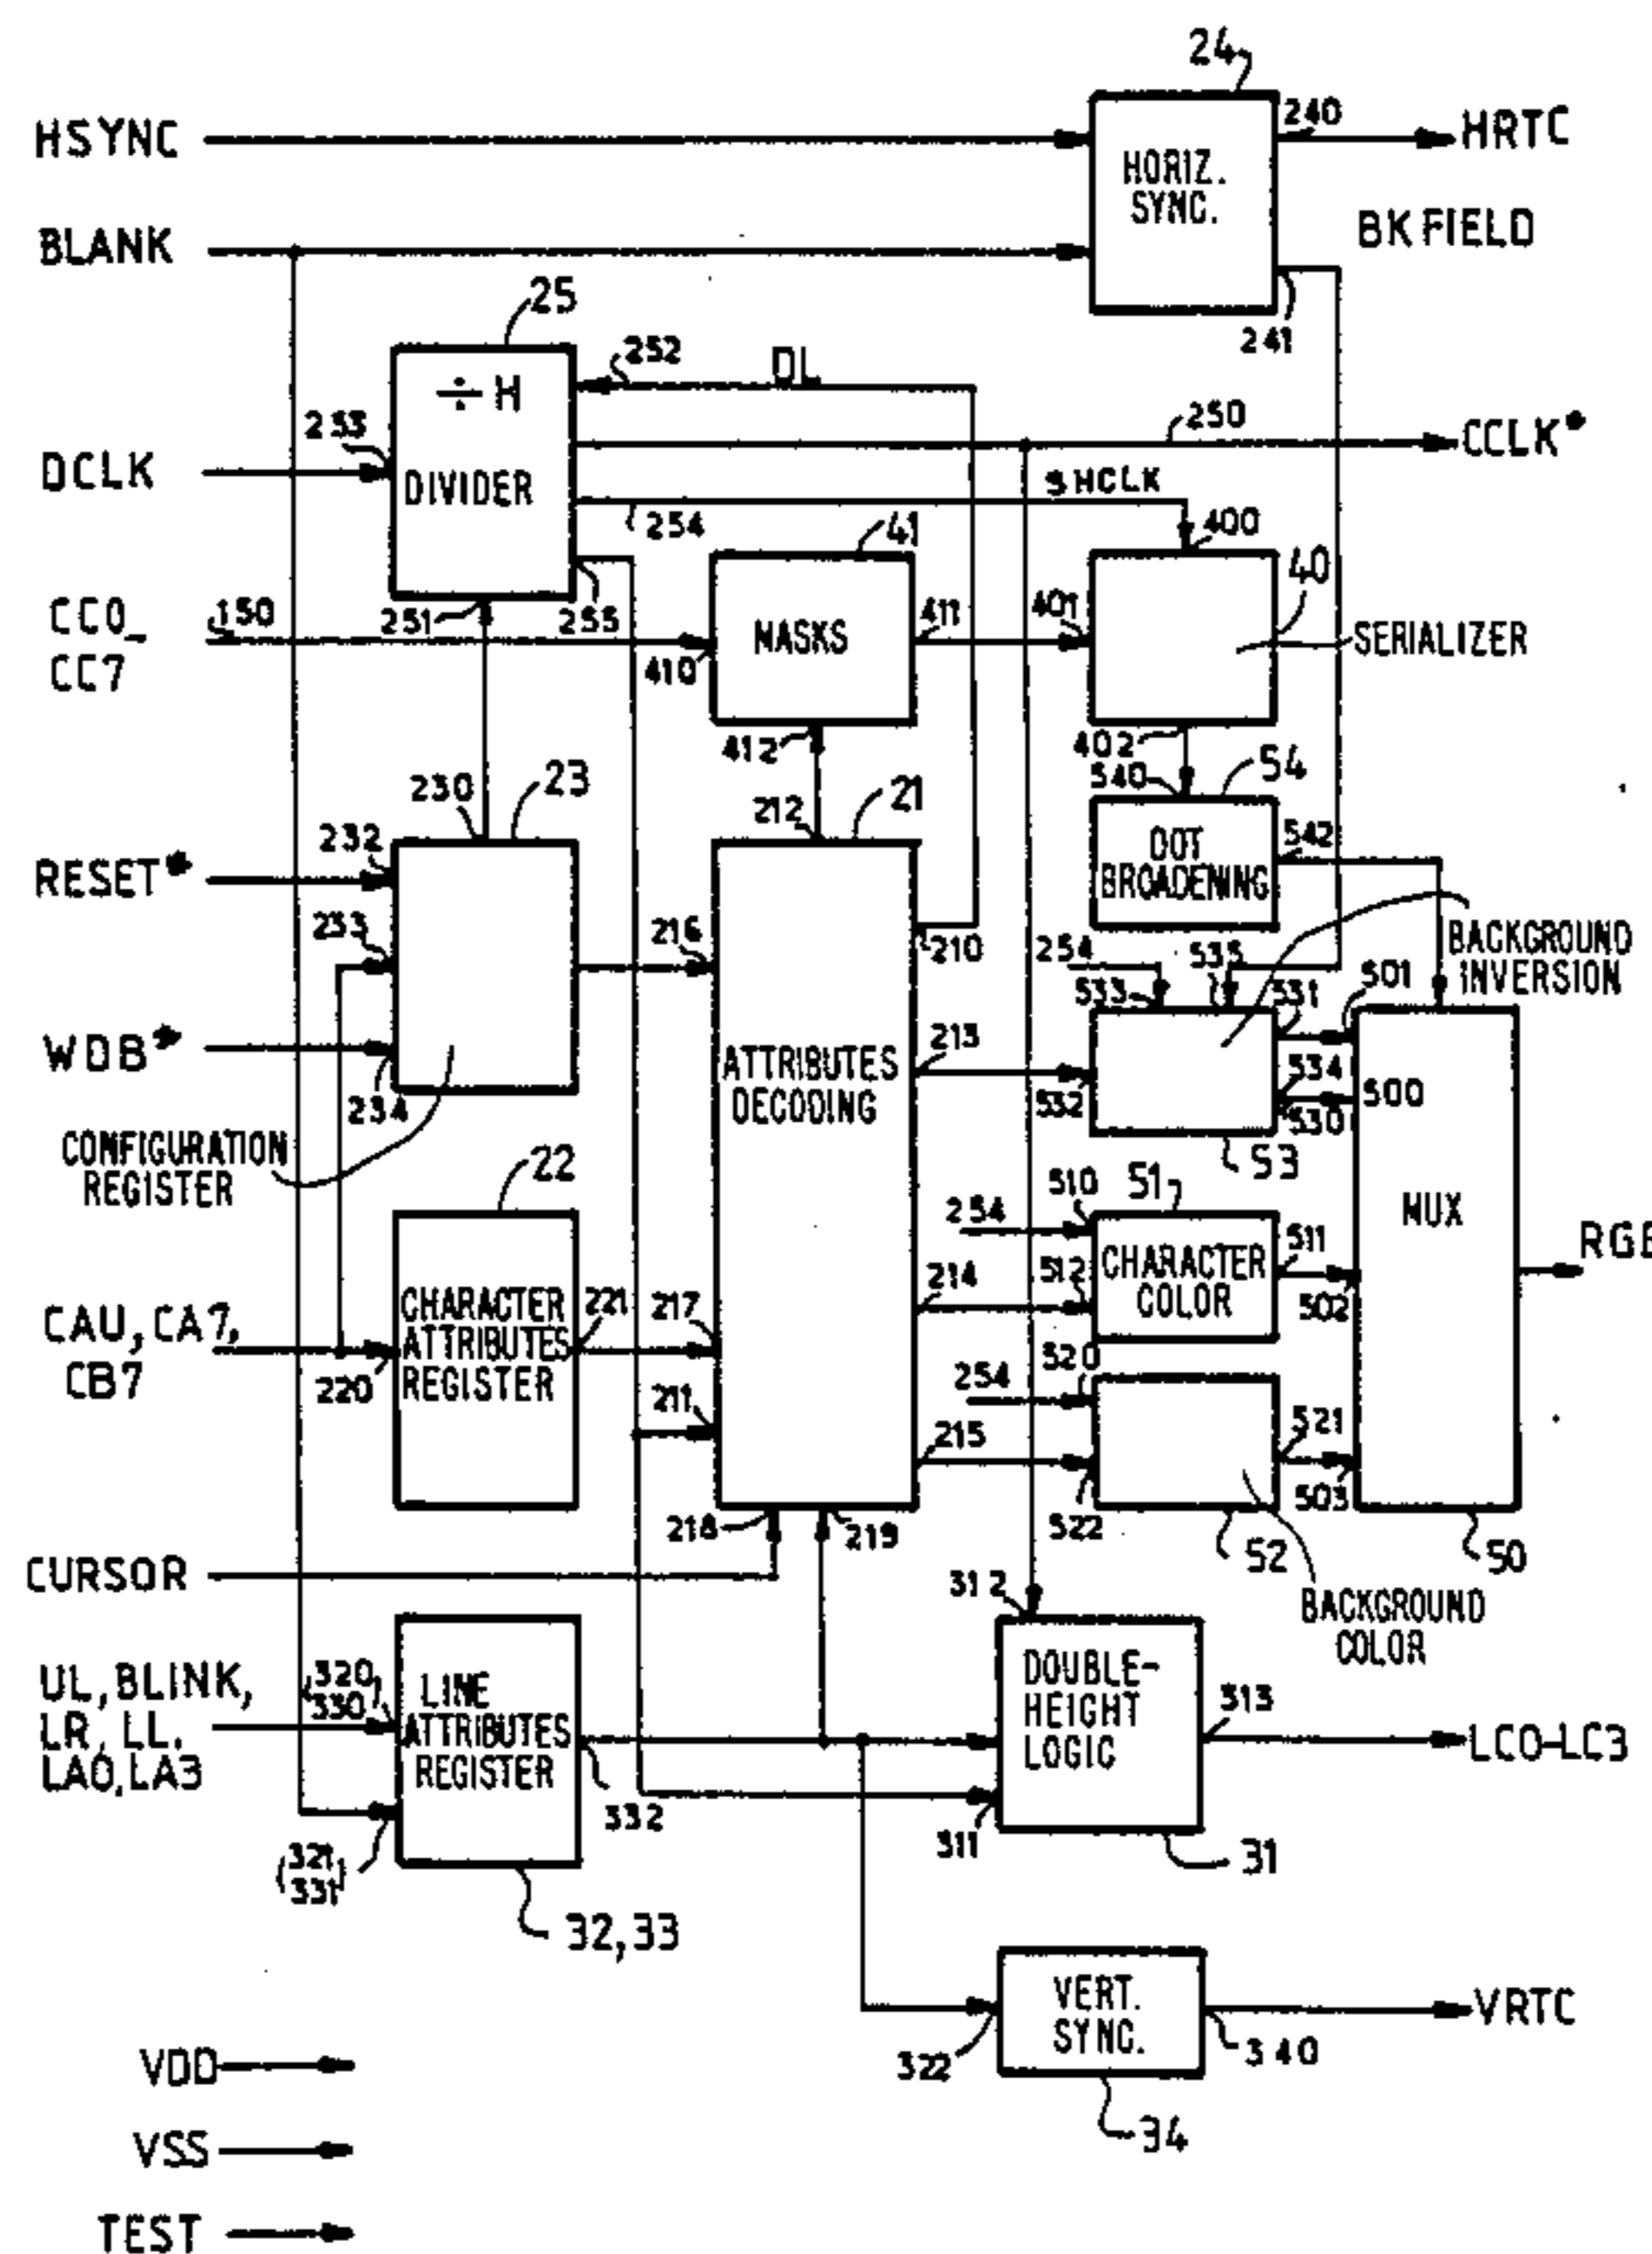 24
HSYNC
240
HRTC
HORIZ.
SYNC.
BLANK
BK FIELD
241
25
÷ H
252
DL
253
DCLK
DIVIDER
250
CCLK*
SHCLK
254
400
41
40
CC0_
CC7
150
251
255
410
MASKS
411
401
SERIALIZER
412
402
230
23
212
21
540
54
RESET*
232
DOT
BROADENING
542
233
216
210
254
535
533
BACKGROUND
INVERSION
531
501
WDB*
234
ATTRIBUTES
DECODING
213
532
534
530
500
CONFIGURATION
REGISTER
53
22
MUX
254
510
51
CHARACTER
COLOR
511
RGB
CAU, CA7,
CB7
220
CHARACTER
ATTRIBUTES
REGISTER
221
217
214
512
502
211
254
520
215
521
522
503
218
219
52
50
CURSOR
312
BACKGROUND
COLOR
UL, BLINK,
LR, LL.
LA0, LA3
(320)
330
LINE
ATTRIBUTES
REGISTER
DOUBLE-
HEIGHT
LOGIC
313
LC0-LC3
332
311
(321)
331
31
32,33
VERT.
SYNC.
VRTC
322
340
34
VDD
VSS
TEST